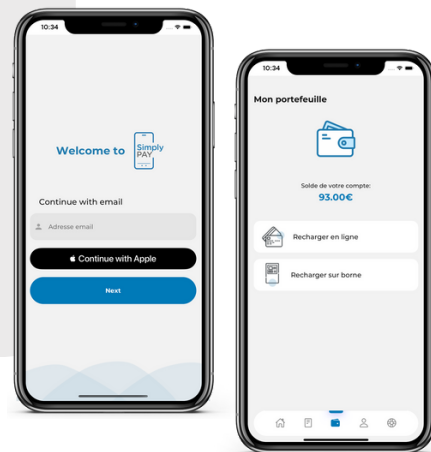 10:34
Welcome to
Simply
PAY
Continue with email
Adresse email
Continue with Apple
Next
10:34
Mon portefeuille
Solde de votre compte:
93.00€
Recharger en ligne
Recharger sur borne